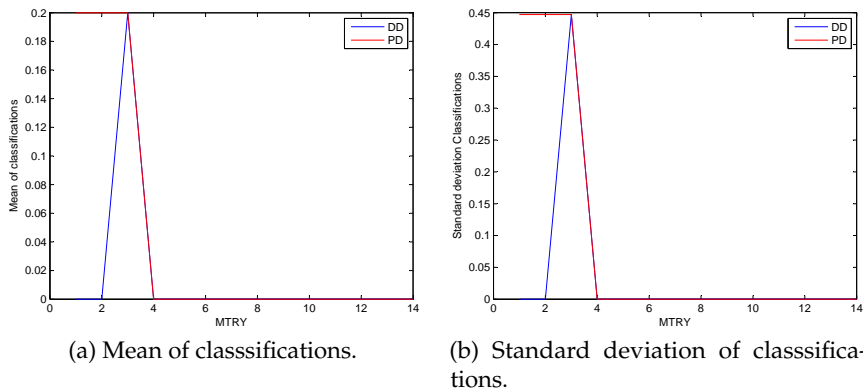 0.2
0.18
0.16
0.14
0.12
0.1
0.08
0.06
0.04
0.02
0
Mean of classifications
0 2 4 6 8 10 12 14
MTRY
DD
PD
(a) Mean of classsifications.
0.45
0.4
0.35
0.3
0.25
0.2
0.15
0.1
0.05
0
Standard deviation Classifications
0 2 4 6 8 10 12 14
MTRY
DD
PD
(b) Standard deviation of classsifica-
tions.